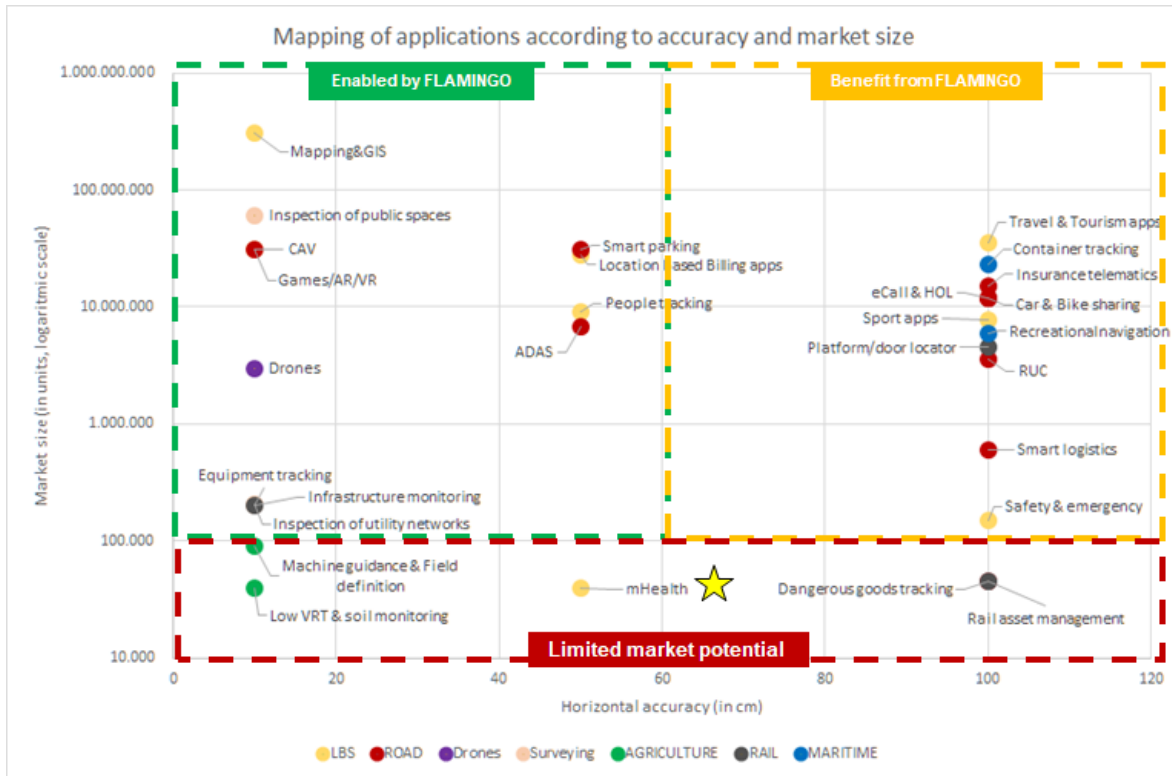 Mapping of applications according to accuracy and market size
Enabled by FLAMINGO
Benefit from FLAMINGO
Market size (in units, logaritmic scale)
1.000.000.000
100.000.000
10.000.000
1.000.000
100.000
10.000
Mapping&GIS
Inspection of public spaces
CAV
Games/AR/VR
Smart parking
Location Based Billing apps
People tracking
ADAS
Drones
Travel & Tourism apps
Container tracking
Insurance telematics
eCall & HOL
Car & Bike sharing
Sport apps
Recreational navigation
Platform/door locator
RUC
Equipment tracking
Infrastructure monitoring
Inspection of utility networks
Smart logistics
Safety & emergency
Machine guidance & Field
definition
Low VRT & soil monitoring
mHealth
Dangerous goods tracking
Rail asset management
Limited market potential
0 20 40 60 80 100 120
Horizontal accuracy (in cm)
LBS ROAD Drones Surveying AGRICULTURE RAIL MARITIME